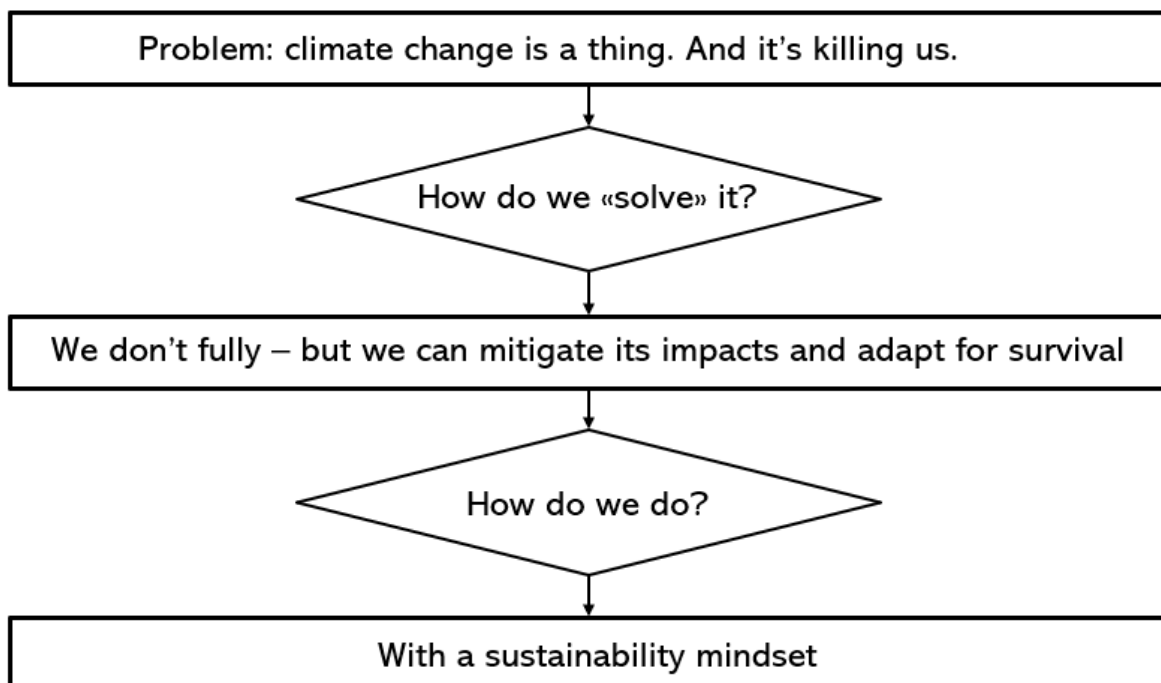 Problem: climate change is a thing. And it’s killing us.
How do we «solve» it?
We don’t fully – but we can mitigate its impacts and adapt for survival
How do we do?
With a sustainability mindset